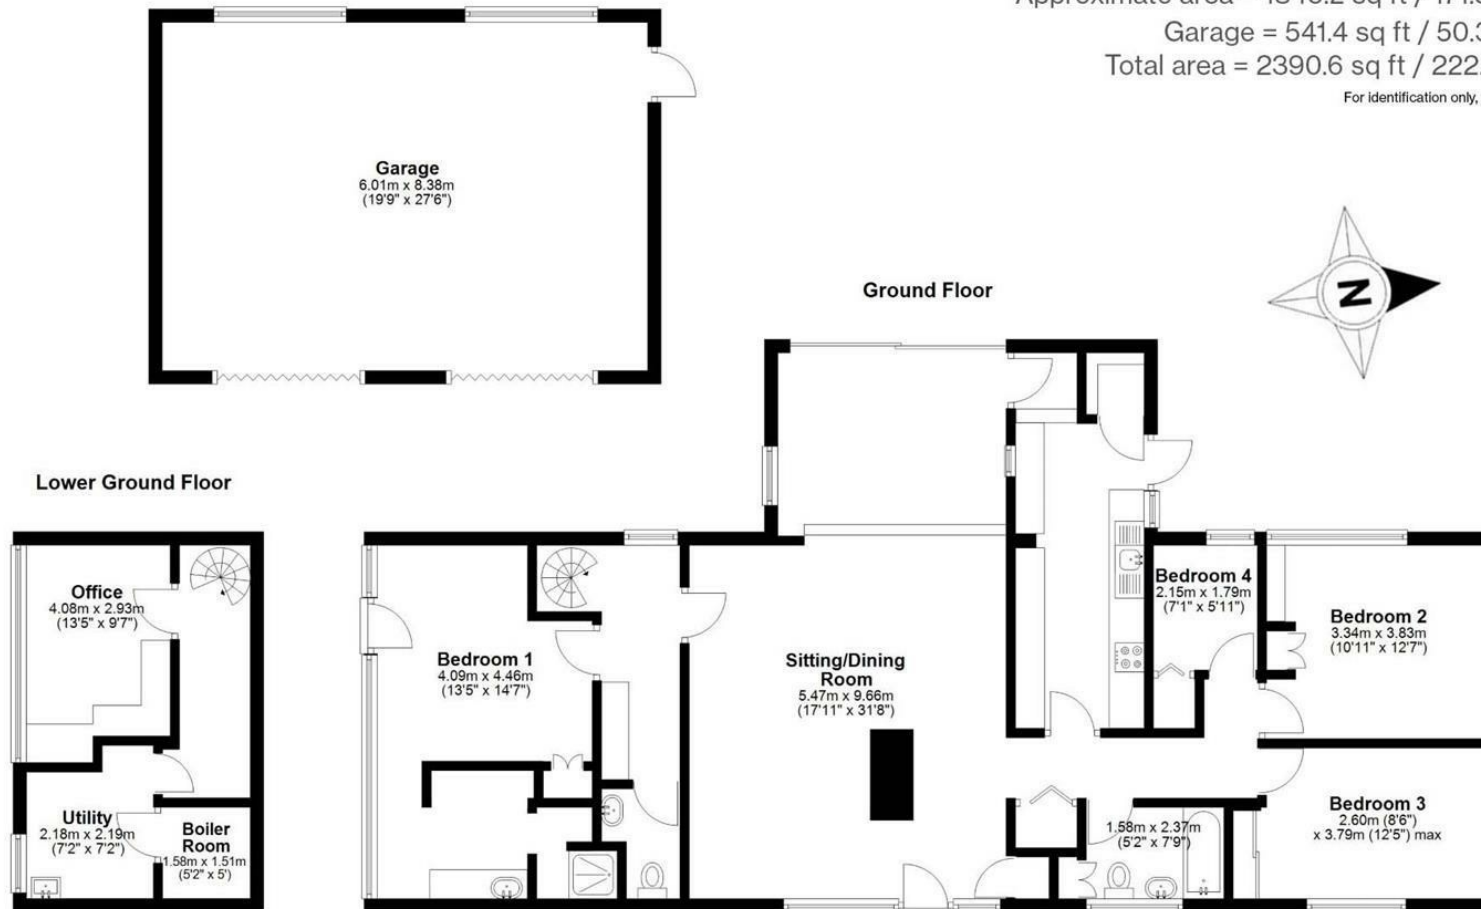 Garage = 541.4 sq ft / 50.3
Total area = 2390.6 sq ft / 222.
For identification only,
Garage
6.01m x 8.38m
(19'9" x 27'6")
N
Ground Floor
Lower Ground Floor
Office
4.08m x 2.93m
(13'5" x 9'7")
Utility
2.18m x 2.19m
(7'2" x 7'2")
Boiler
Room
1.58m x 1.51m
(5'2" x 5')
Bedroom 1
4.09m x 4.46m
(13'5" x 14'7")
Sitting/Dining
Room
5.47m x 9.66m
(17'11" x 31'8")
Bedroom 4
2.15m x 1.79m
(7'1" x 5'11")
Bedroom 2
3.34m x 3.83m
(10'11" x 12'7")
1.58m x 2.37m
(5'2" x 7'9")
Bedroom 3
2.60m (8'6")
x 3.79m (12'5") max